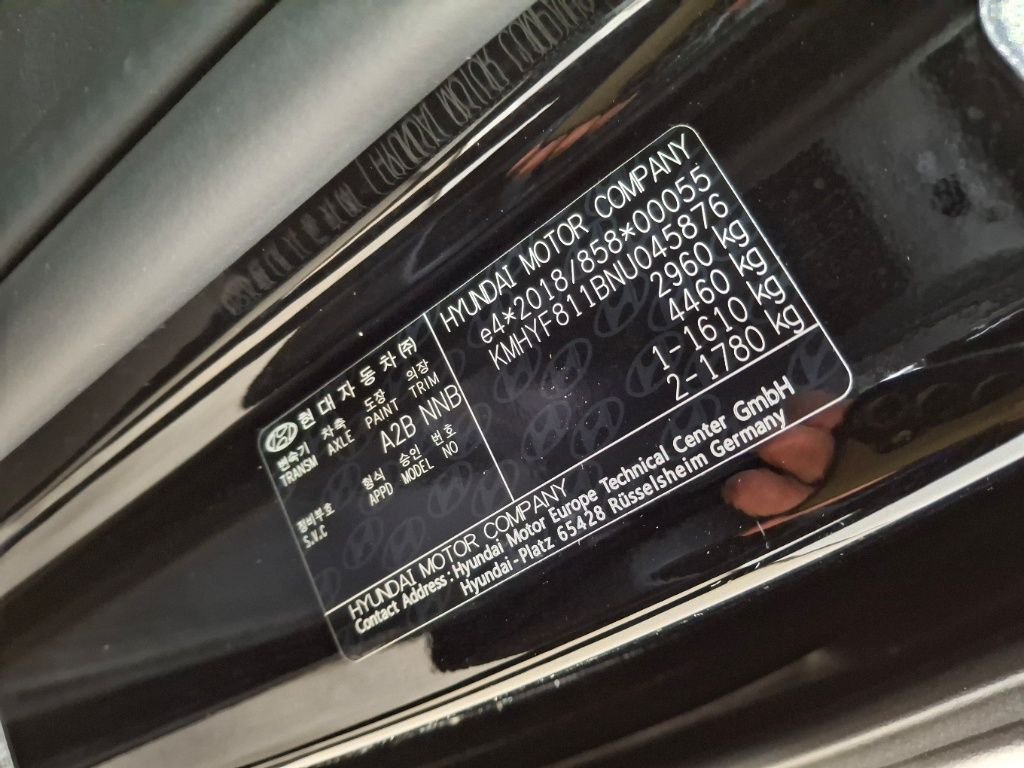 현대자동차㈜
변속기 차축 도장 의장
TRANSM AXLE PAINT TRIM
A2B NNB
정비부호 형식 승인 번호
S.V.C APPD MODEL NO
HYUNDAI MOTOR COMPANY
e4*2018/858*00055
KMHYF811BNU045876
2960 kg
4460 kg
1-1610 kg
2-1780 kg
HYUNDAI MOTOR COMPANY
Contact Address : Hyundai Motor Europe Technical Center GmbH
Hyundai-Platz 65428 Rüsselsheim Germany